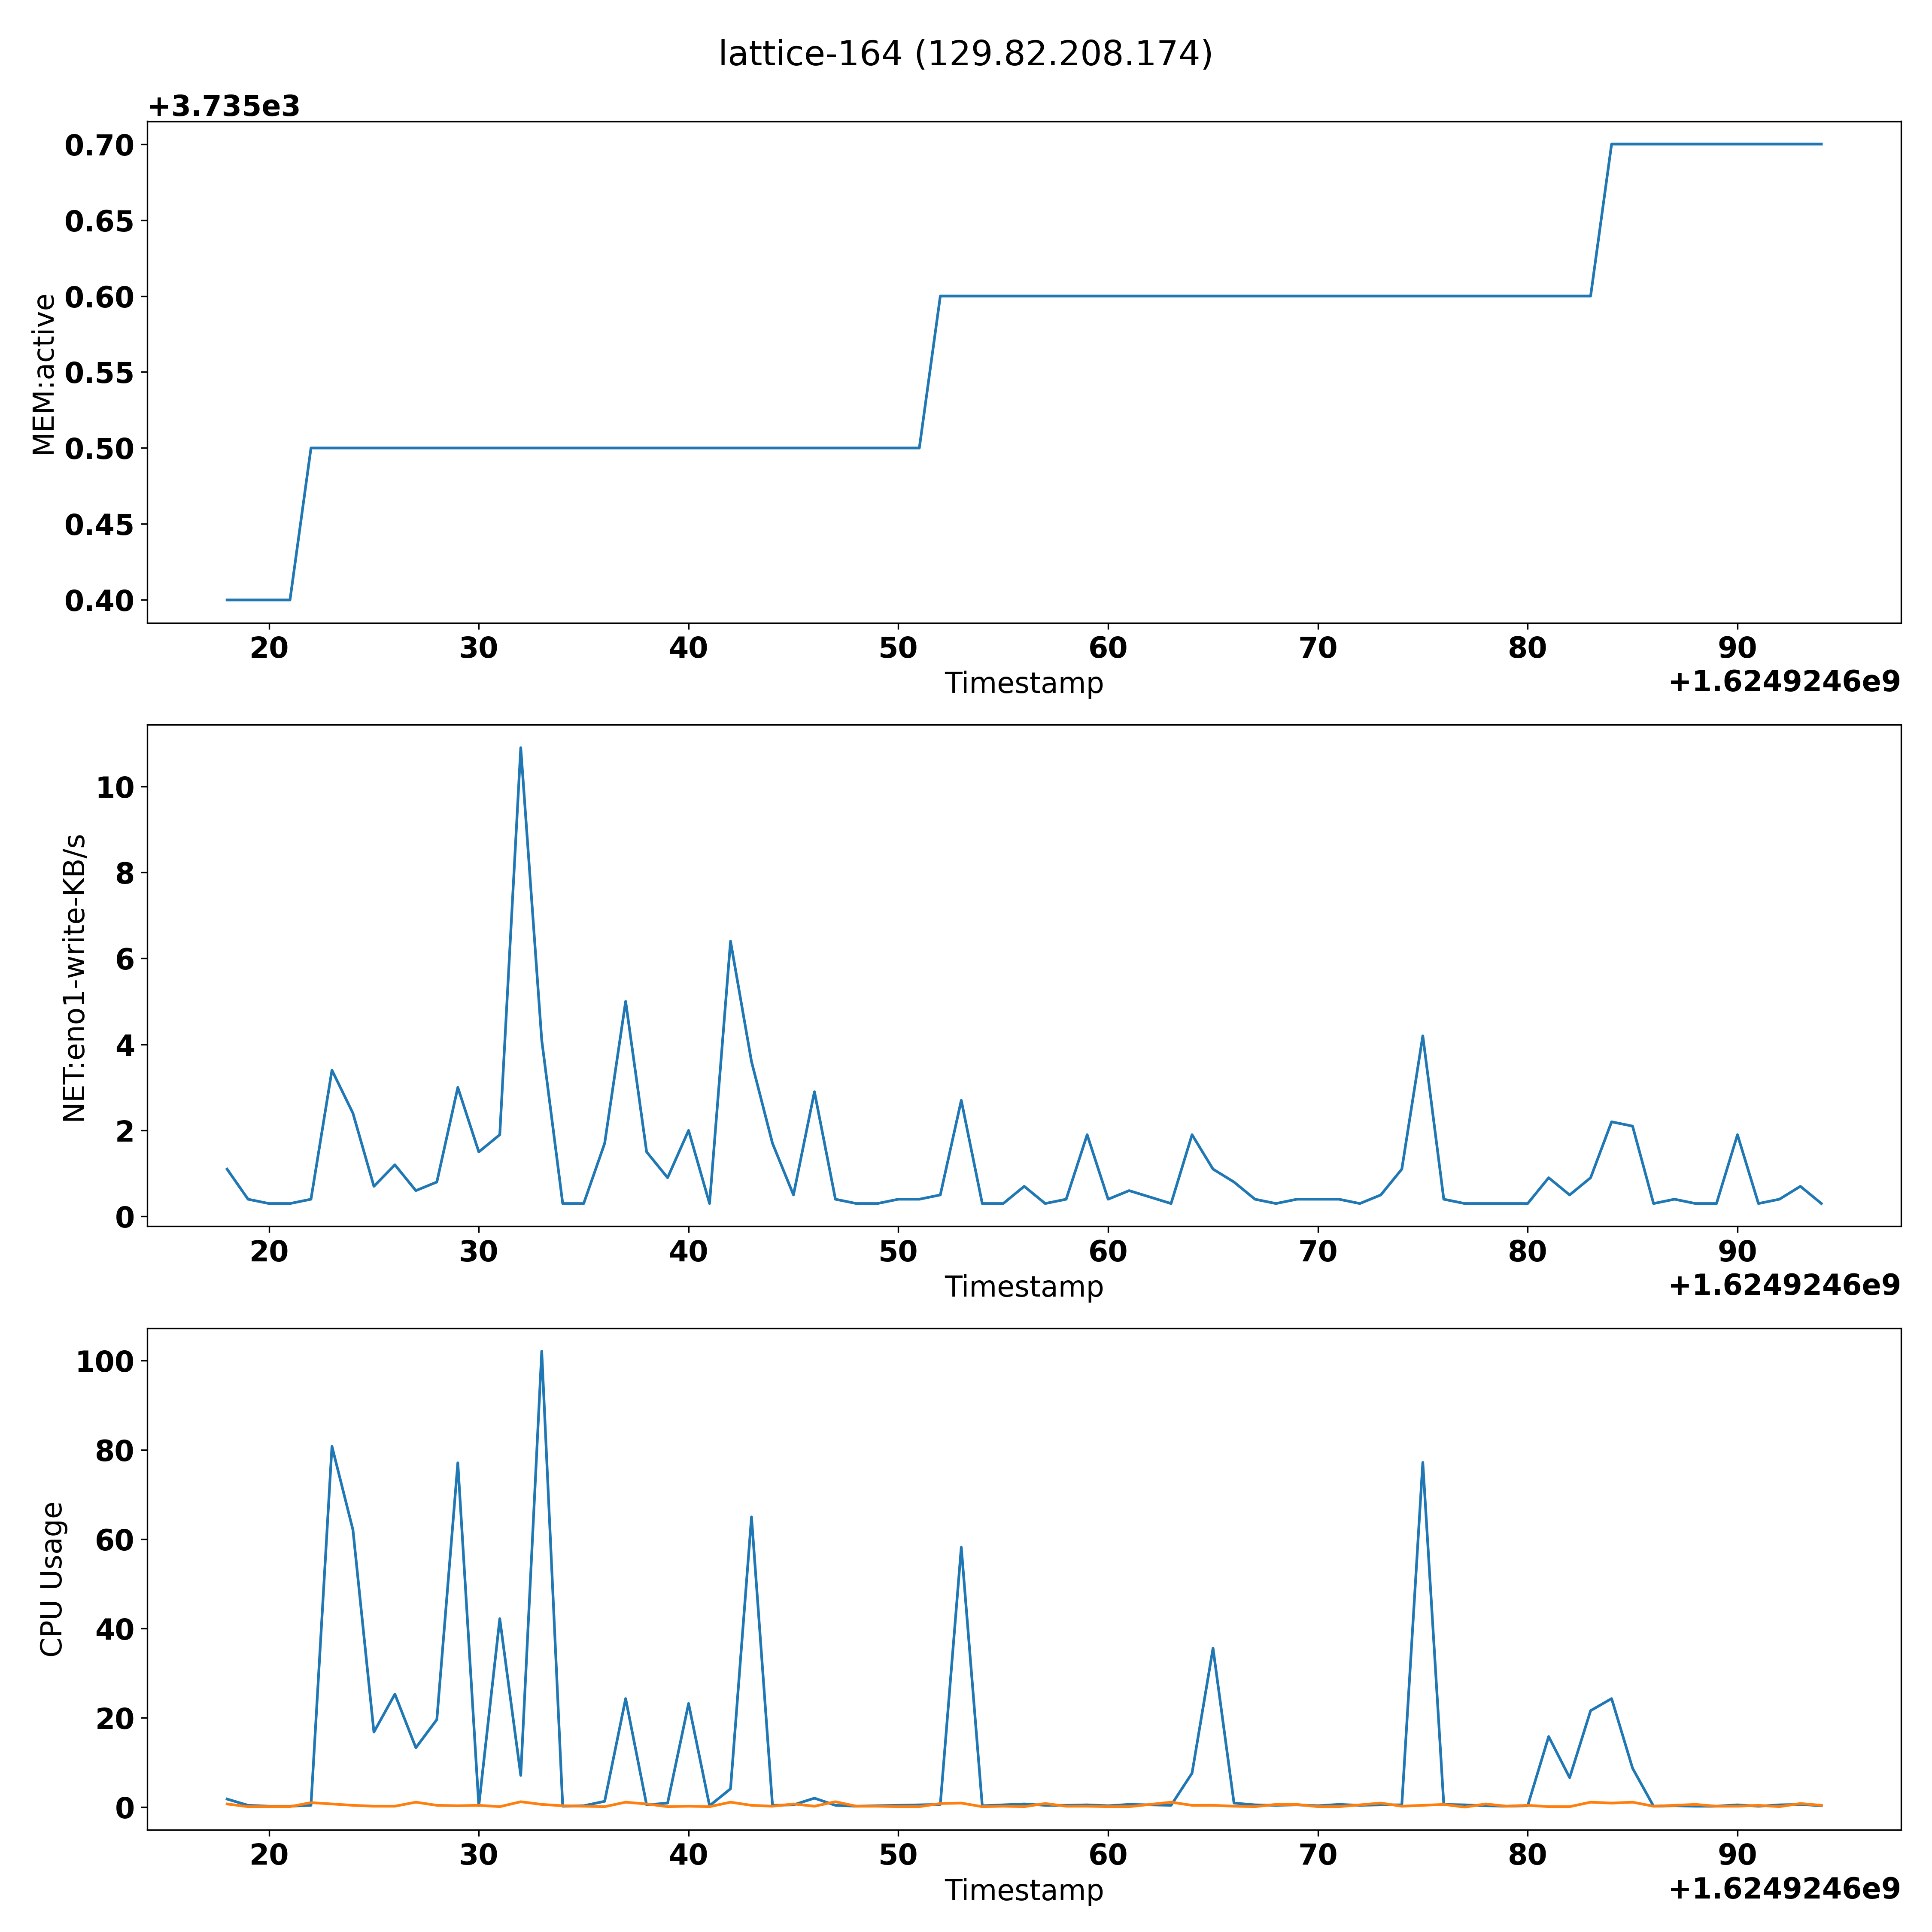 lattice-164 (129.82.208.174)
+3.735e3
0.70
0.65
0.60
0.55
0.50
0.45
0.40
MEM:active
20 30 40 50 60 70 80 90
Timestamp
+1.6249246e9
10
8
6
4
2
0
NET:eno1-write-KB/s
20 30 40 50 60 70 80 90
Timestamp
+1.6249246e9
100
80
60
40
20
0
CPU Usage
20 30 40 50 60 70 80 90
Timestamp
+1.6249246e9